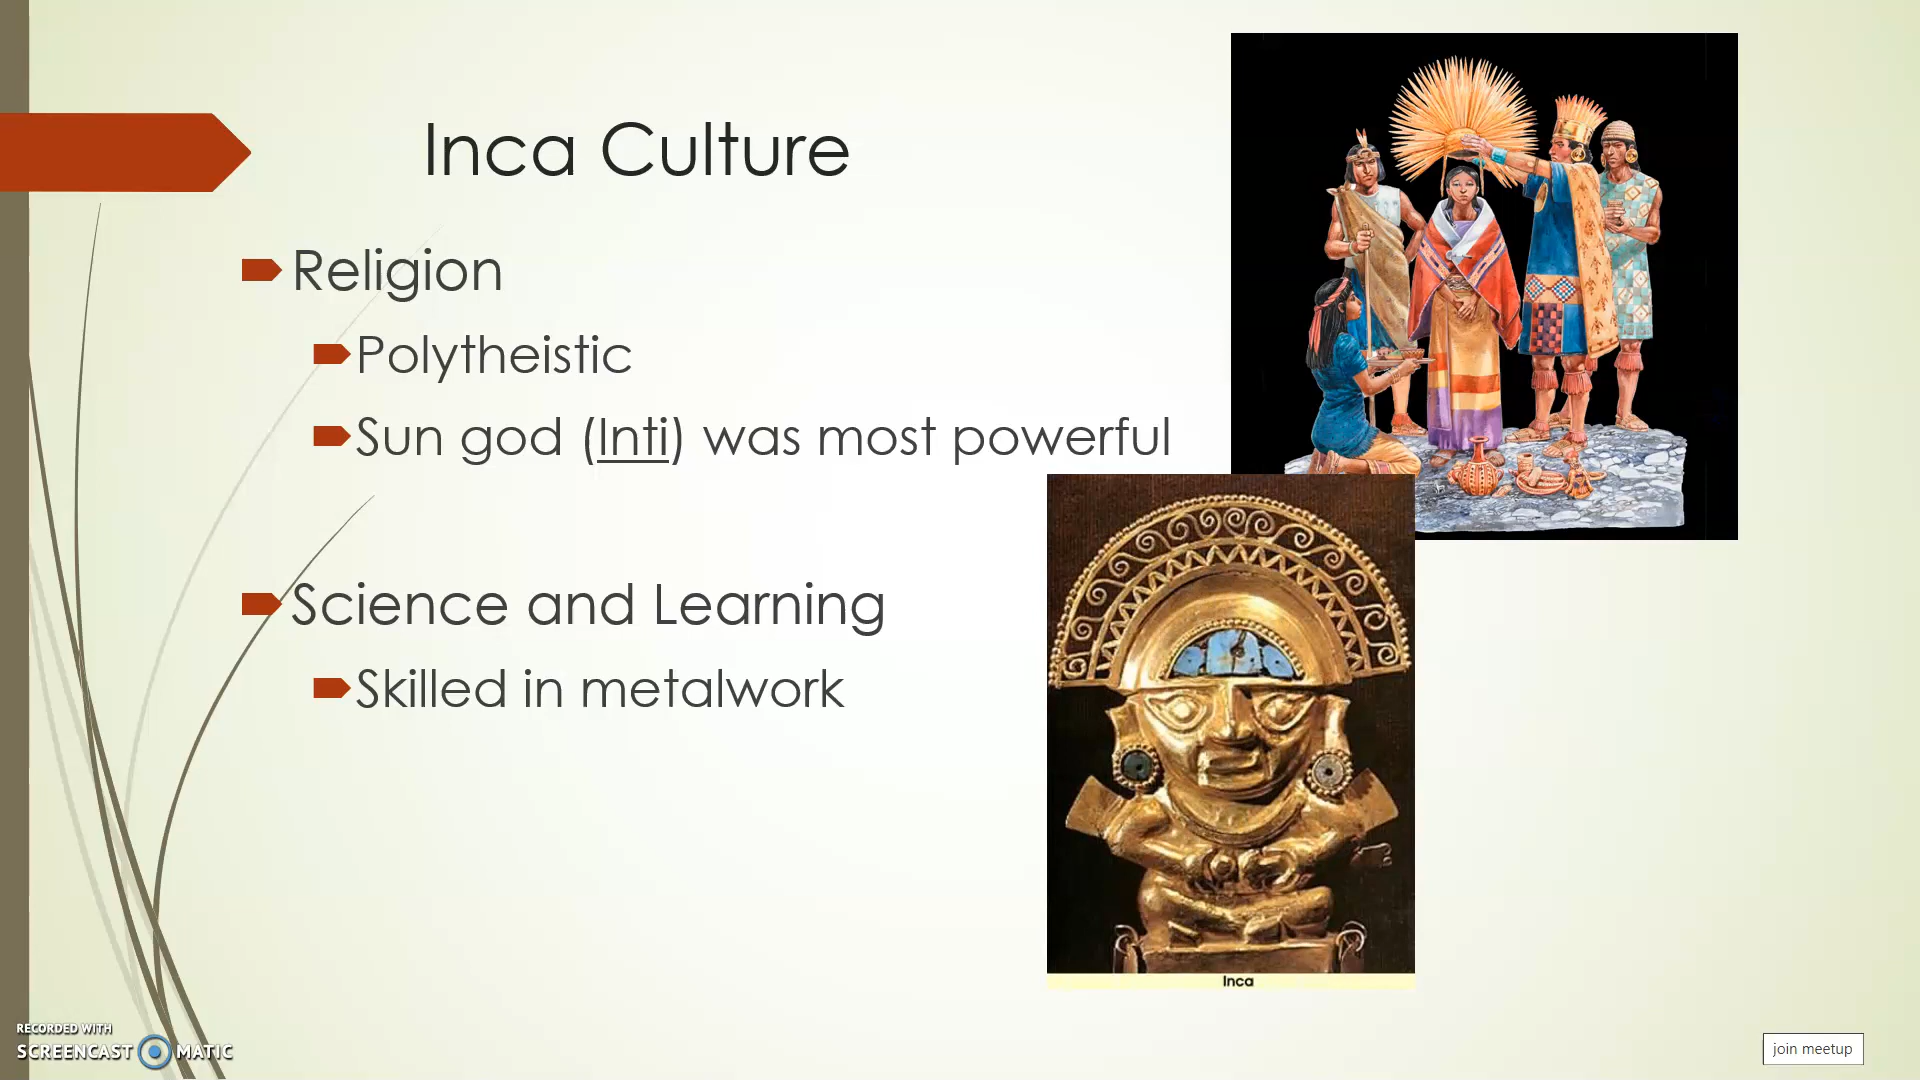 Inca Culture
Religion
Polytheistic
Sun god (Inti) was most powerful
Science and Learning
Skilled in metalwork
Inca
RECORDED WITH
SCREENCAST MATIC
join meetup